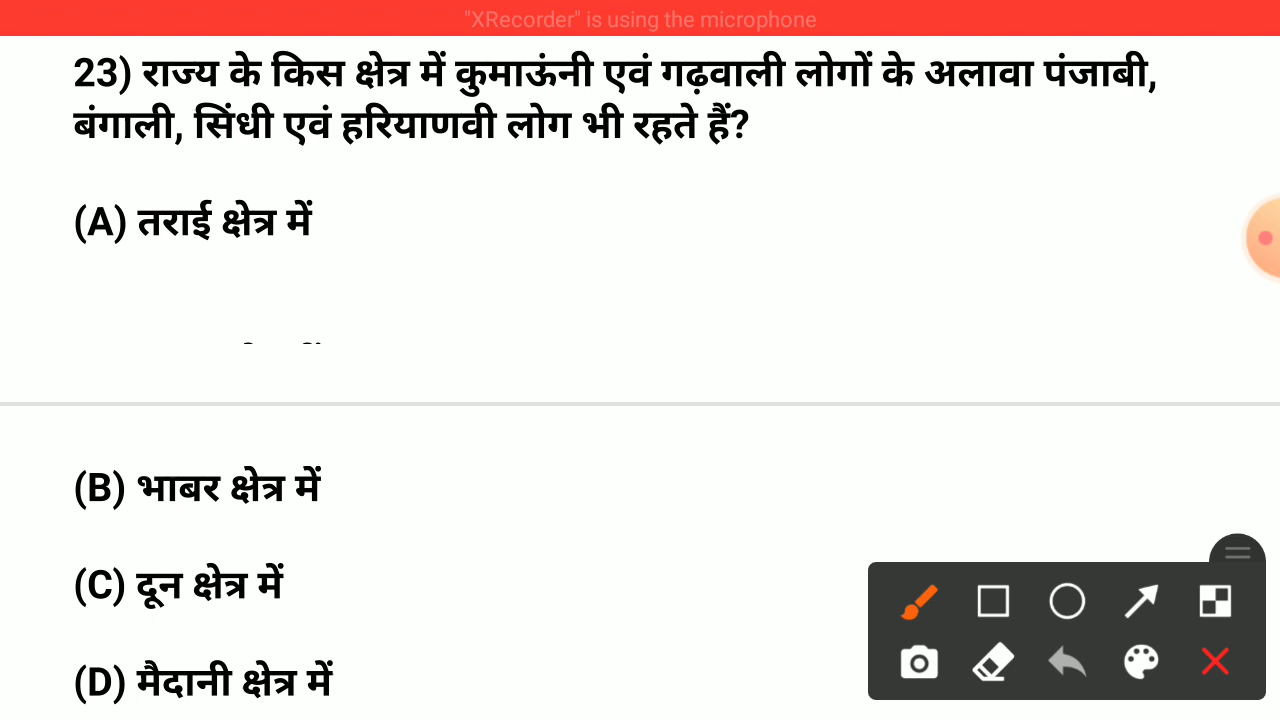 "XRecorder" is using the microphone
23) राज्य के किस क्षेत्र में कुमाऊंनी एवं गढ़वाली लोगों के अलावा पंजाबी,
बंगाली, सिंधी एवं हरियाणवी लोग भी रहते हैं?
(A) तराई क्षेत्र में
(B) भाबर क्षेत्र में
(C) दून क्षेत्र में
(D) मैदानी क्षेत्र में